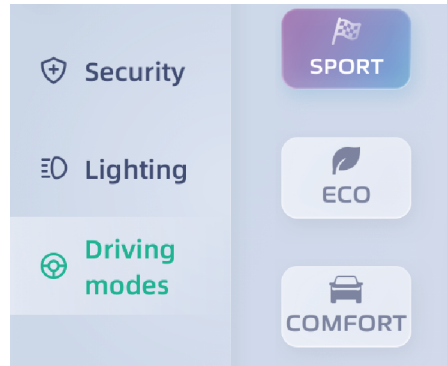 Security
Lighting
Driving
modes
SPORT
ECO
COMFORT